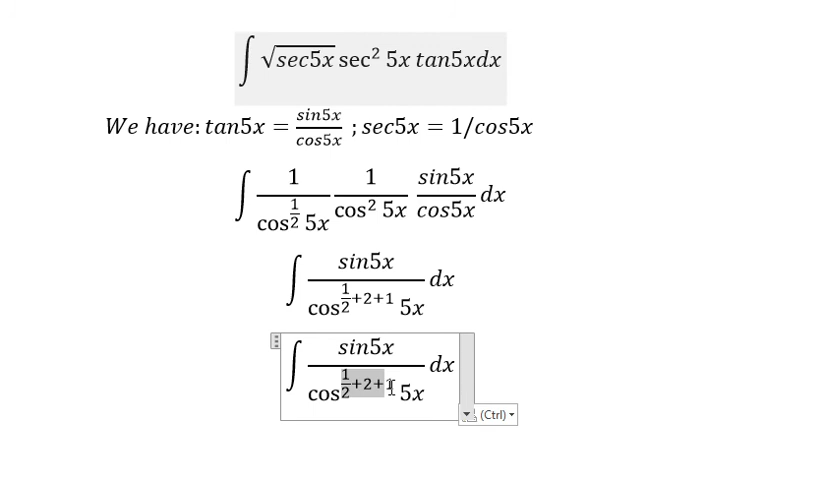 ∫ √sec5x sec² 5x tan5xdx
We have: tan5x = sin5x/cos5x ; sec5x = 1/cos5x
∫ 1/cos^(1/2) 5x 1/cos² 5x sin5x/cos5x dx
∫ sin5x/cos^(1/2+2+1) 5x dx
∫ sin5x/cos^(1/2+2+1) 5x dx
(Ctrl)